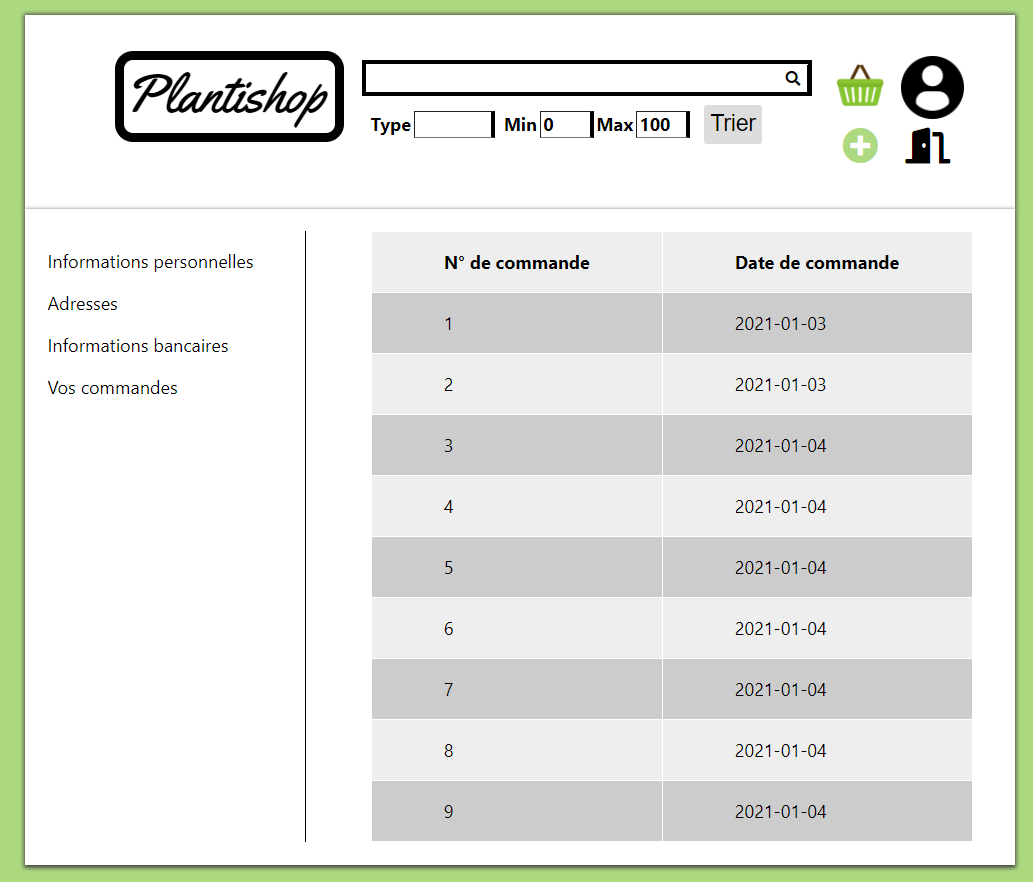 Plantishop
Type Min 0 Max 100 Trier
Informations personnelles
Adresses
Informations bancaires
Vos commandes
N° de commande Date de commande
1 2021-01-03
2 2021-01-03
3 2021-01-04
4 2021-01-04
5 2021-01-04
6 2021-01-04
7 2021-01-04
8 2021-01-04
9 2021-01-04